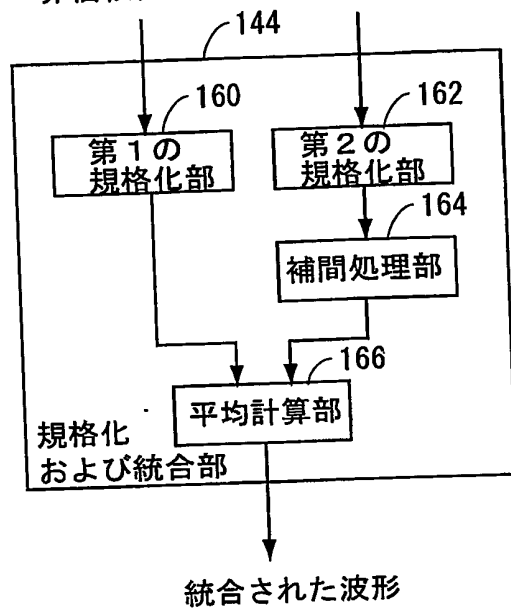 144
160
第1の
規格化部
162
第2の
規格化部
164
補間処理部
166
平均計算部
規格化
および統合部
統合された波形